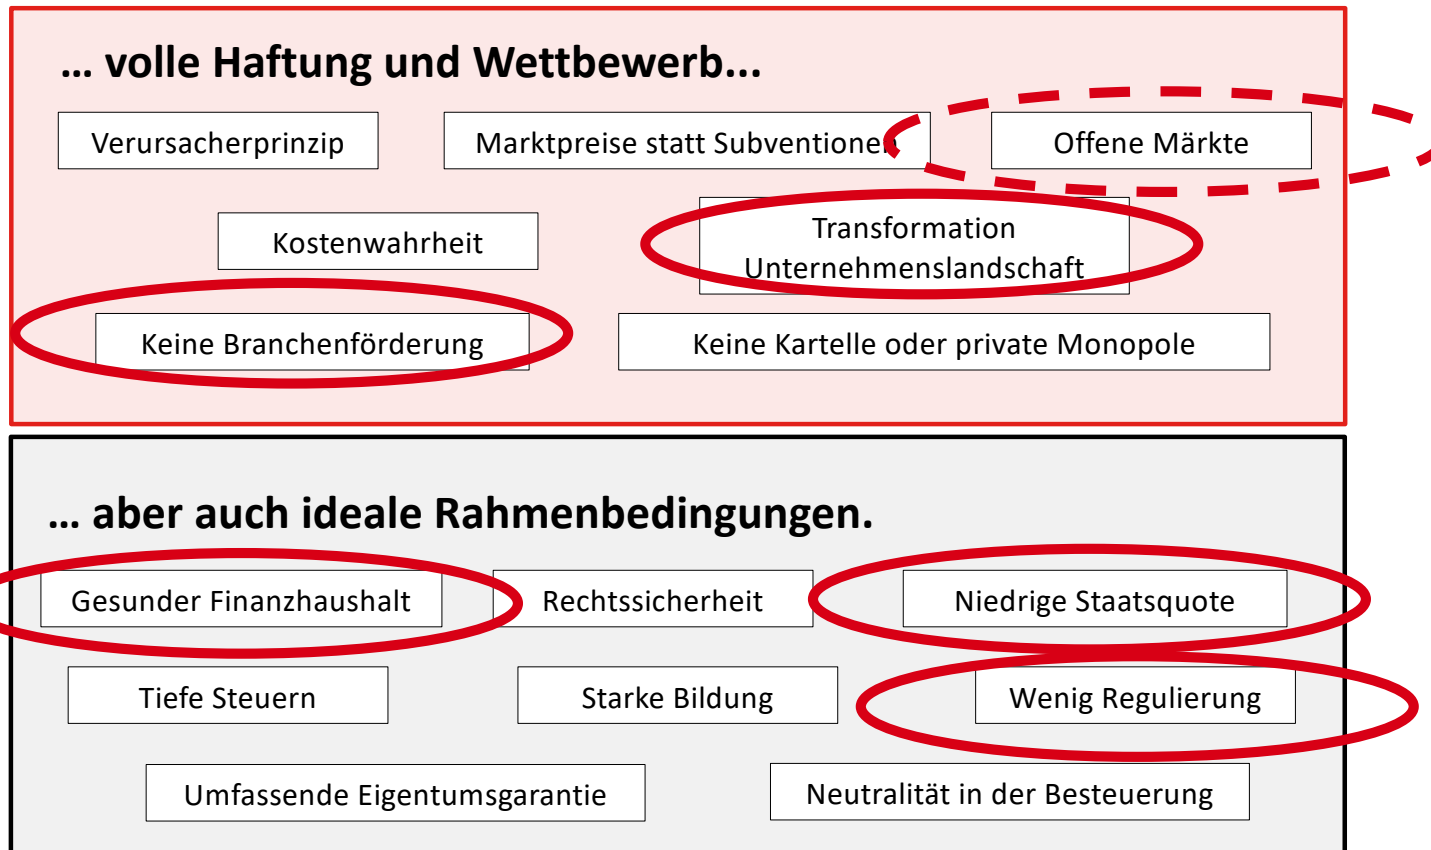 ... volle Haftung und Wettbewerb...
Verursacherprinzip
Marktpreise statt Subventionen
Offene Märkte
Kostenwahrheit
Transformation
Unternehmenslandschaft
Keine Branchenförderung
Keine Kartelle oder private Monopole
... aber auch ideale Rahmenbedingungen.
Gesunder Finanzhaushalt
Rechtssicherheit
Niedrige Staatsquote
Tiefe Steuern
Starke Bildung
Wenig Regulierung
Umfassende Eigentumsgarantie
Neutralität in der Besteuerung